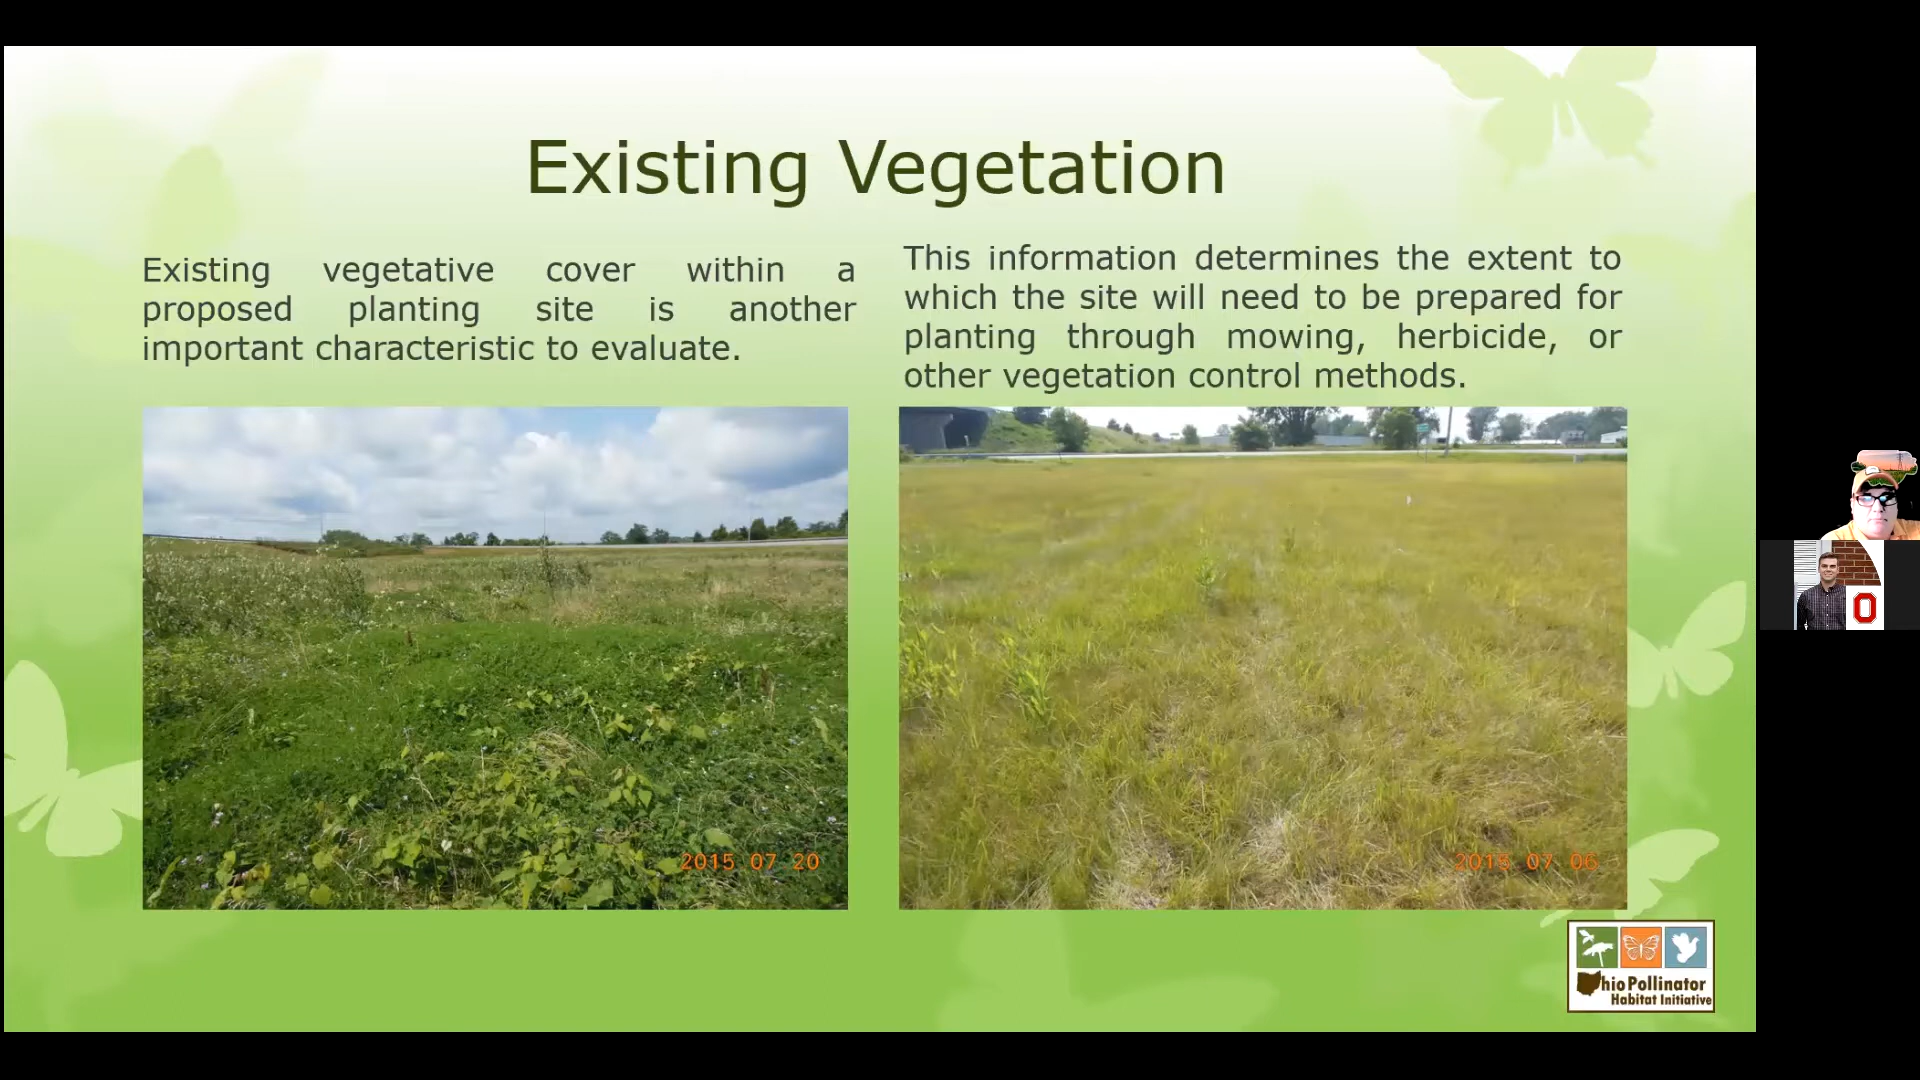 Existing Vegetation
Existing vegetative cover within a
proposed planting site is another
important characteristic to evaluate.
This information determines the extent to
which the site will need to be prepared for
planting through mowing, herbicide, or
other vegetation control methods.
2015 07 20
2015 07 06
Ohio Pollinator
Habitat Initiative
O